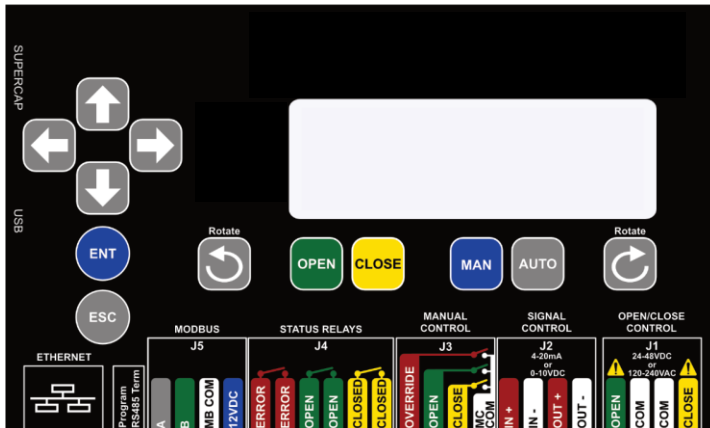 SUPERCAP
USB
Rotate
Rotate
ENT
OPEN
CLOSE
MAN
AUTO
ESC
MODBUS
STATUS RELAYS
MANUAL
CONTROL
SIGNAL
CONTROL
OPEN/CLOSE
CONTROL
ETHERNET
Program
RS485 Term
J5
A
B
MB COM
12VDC
J4
ERROR
ERROR
OPEN
OPEN
CLOSED
CLOSED
J3
OVERRIDE
OPEN
CLOSE
MC
COM
J2
4-20mA
or
0-10VDC
IN +
IN -
OUT +
OUT -
J1
24-48VDC
or
120-240VAC
OPEN
COM
COM
CLOSE